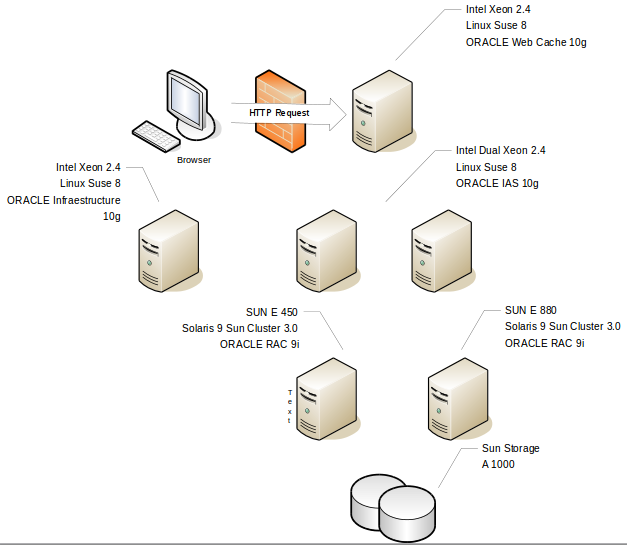 Intel Xeon 2.4
Linux Suse 8
ORACLE Web Cache 10g
HTTP Request
Browser
Intel Dual Xeon 2.4
Linux Suse 8
ORACLE IAS 10g
Intel Xeon 2.4
Linux Suse 8
ORACLE Infraestructure
10g
SUN E 450
Solaris 9 Sun Cluster 3.0
ORACLE RAC 9i
SUN E 880
Solaris 9 Sun Cluster 3.0
ORACLE RAC 9i
Text
Sun Storage
A 1000